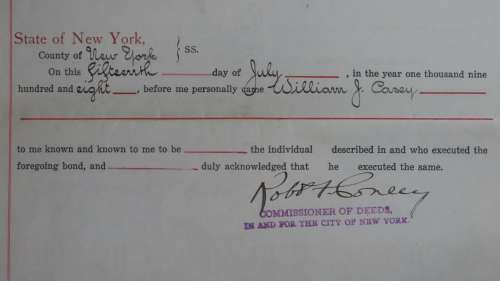 State of New York,
County of New York } SS.
On this fifteenth day of July , in the year one thousand nine
hundred and eight , before me personally came William J. Casey
to me known and known to me to be the individual described in and who executed the
foregoing bond, and duly acknowledged that he executed the same.
Robt F Conley
COMMISSIONER OF DEEDS,
IN AND FOR THE CITY OF NEW YORK.